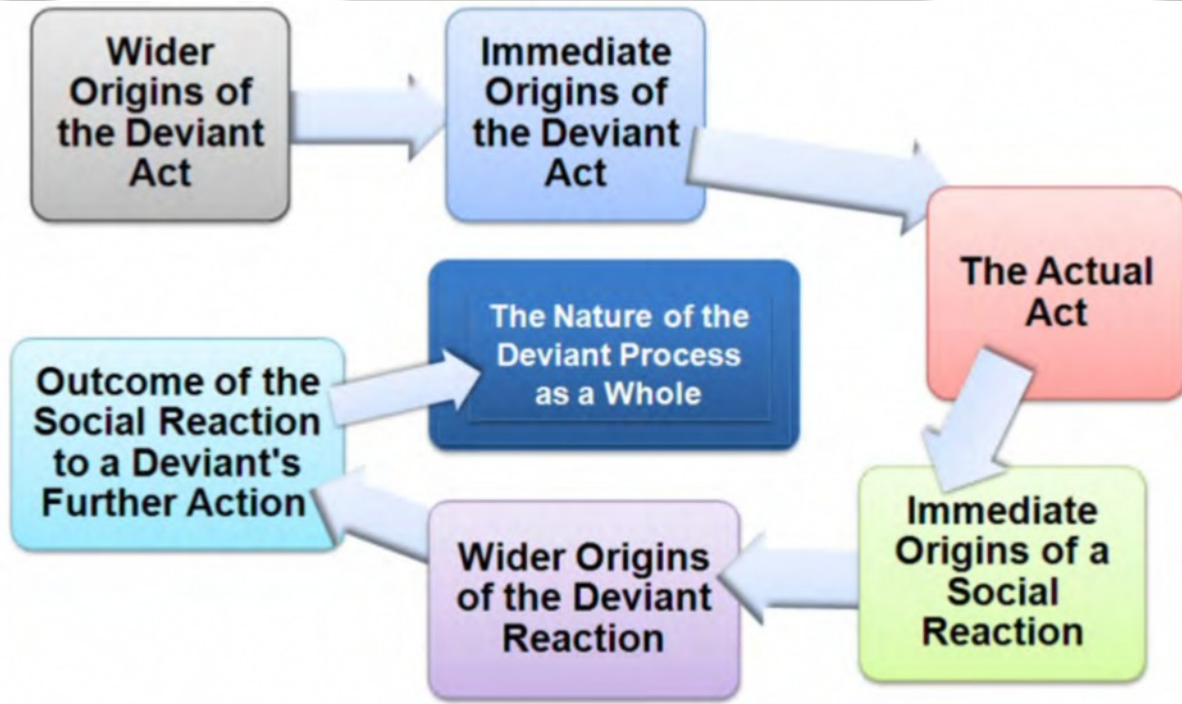 Wider
Origins of
the Deviant
Act
Immediate
Origins of
the Deviant
Act
The Actual
Act
Immediate
Origins of a
Social
Reaction
Wider Origins
of the Deviant
Reaction
Outcome of the
Social Reaction
to a Deviant's
Further Action
The Nature of the
Deviant Process
as a Whole